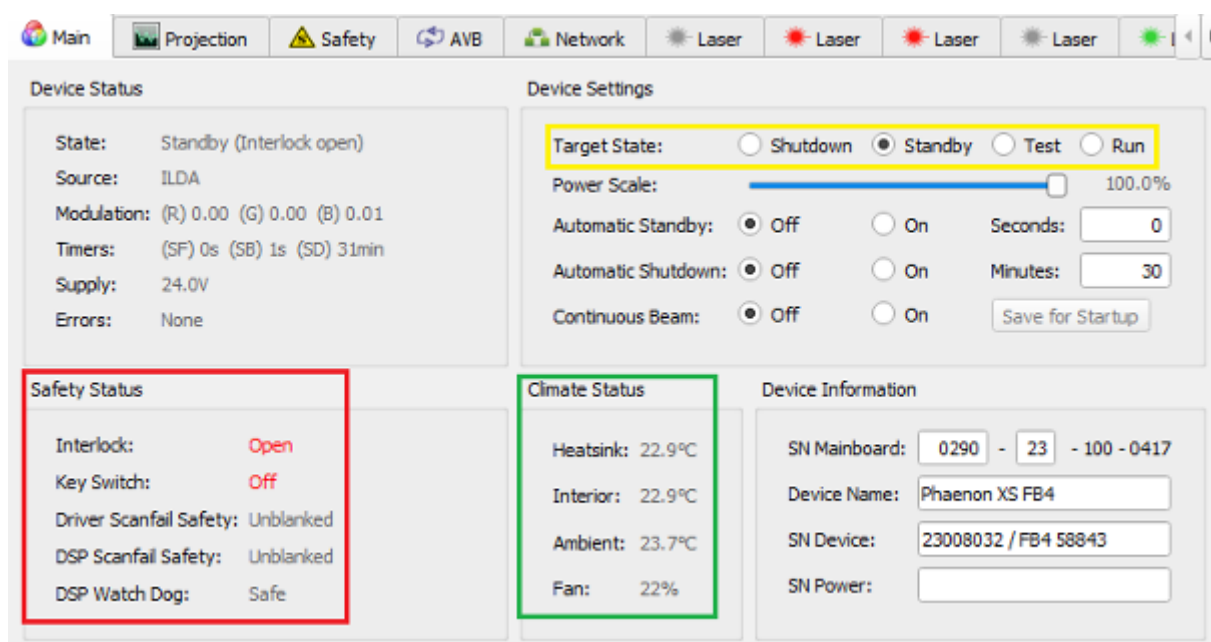 Main Projection Safety AVB Network Laser Laser Laser Laser
Device Status
State: Standby (Interlock open)
Source: ILDA
Modulation: (R) 0.00 (G) 0.00 (B) 0.01
Timers: (SF) 0s (SB) 1s (SD) 31min
Supply: 24.0V
Errors: None
Device Settings
Target State: Shutdown Standby Test Run
Power Scale: 100.0%
Automatic Standby: Off On Seconds: 0
Automatic Shutdown: Off On Minutes: 30
Continuous Beam: Off On Save for Startup
Safety Status
Interlock: Open
Key Switch: Off
Driver Scanfail Safety: Unblanked
DSP Scanfail Safety: Unblanked
DSP Watch Dog: Safe
Climate Status
Heatsink: 22.9°C
Interior: 22.9°C
Ambient: 23.7°C
Fan: 22%
Device Information
SN Mainboard: 0290 - 23 - 100 - 0417
Device Name: Phaenon XS FB4
SN Device: 23008032 / FB4 58843
SN Power: